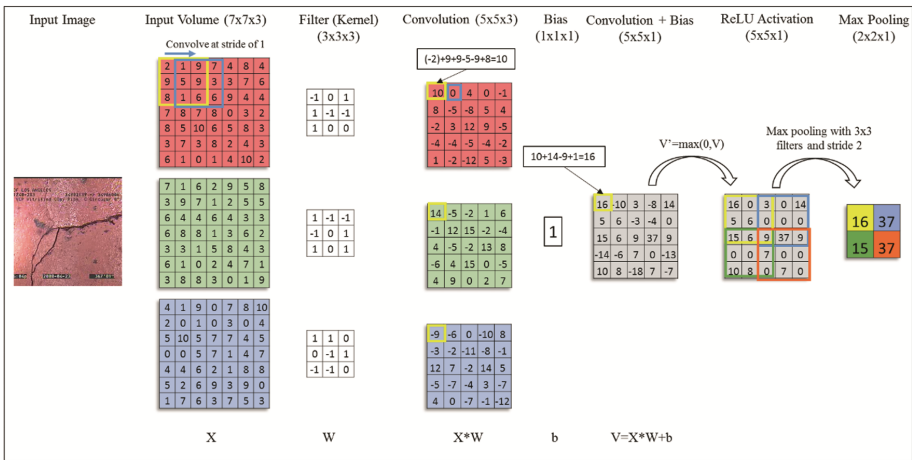 Input Image
Input Volume (7x7x3)
Filter (Kernel)
(3x3x3)
Convolution (5x5x3)
Bias
(1x1x1)
Convolution + Bias
(5x5x1)
ReLU Activation
(5x5x1)
Max Pooling
(2x2x1)
Convolve at stride of 1
2 1 9 7 4 8 4
9 5 9 3 3 7 6
8 1 6 6 9 4 4
7 8 7 8 0 3 2
8 5 10 6 5 8 3
3 7 3 8 2 4 3
6 1 0 1 4 10 2
-1 0 1
1 -1 -1
1 0 0
(-2)+9+9-5-9+8=10
10 0 4 0 -1
8 -5 -8 5 4
-2 3 12 9 -5
-4 -4 -5 -4 2
1 -2 -12 5 -3
7 1 6 2 9 5 8
3 9 7 1 2 5 5
6 4 4 6 6 3 5
6 8 8 1 3 6 2
3 3 1 5 8 4 3
6 1 0 2 4 7 1
3 8 8 3 0 1 9
1 -1 -1
-1 0 1
1 0 1
14 -5 -2 1 6
-1 12 15 -2 -4
4 -5 -2 13 8
-6 4 15 0 -5
4 9 0 2 7
4 1 9 0 7 8 10
2 0 1 0 3 0 4
5 10 5 7 7 4 5
0 0 5 7 1 4 7
4 4 6 2 1 8 8
5 2 6 9 3 9 0
1 7 6 3 7 5 3
1 1 0
0 -1 1
-1 1 0
-9 -6 0 -10 8
-3 -2 -11 -8 -1
12 7 -2 14 5
-5 -7 -4 3 -7
4 0 -7 -1 -12
1
10+14-9+1=16
16 -10 3 -8 14
5 6 -3 -4 0
15 6 9 37 9
-14 -6 7 0 -13
10 8 -18 7 -7
V'=max(0,V)
16 0 3 0 14
5 6 0 0
15 6 9 37 9
0 0 7 0 0
10 8 0 7 0
Max pooling with 3x3
filters and stride 2
16 37
15 37
X
W
X*W
b
V=X*W+b